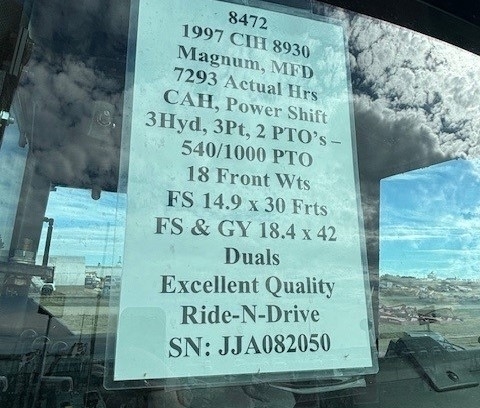 8472
1997 CIH 8930
Magnum, MFD
7293 Actual Hrs
CAH, Power Shift
3Hyd, 3Pt, 2 PTO's –
540/1000 PTO
18 Front Wts
FS 14.9 x 30 Frts
FS & GY 18.4 x 42
Duals
Excellent Quality
Ride-N-Drive
SN: JJA082050